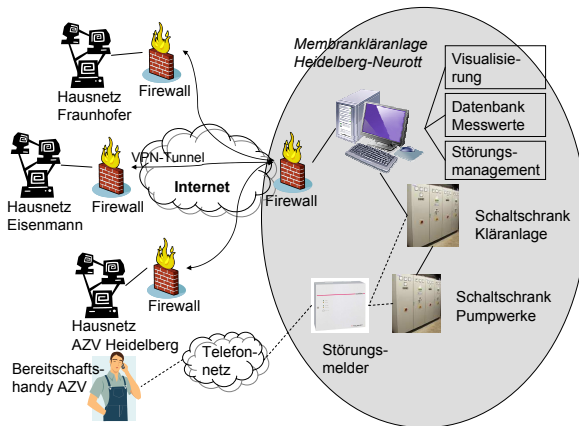 Membrankläranlage
Heidelberg-Neurott
Visualisie-
rung
Datenbank
Messwerte
Störungs-
management
Hausnetz
Fraunhofer
Firewall
VPN-Tunnel
Internet
Firewall
Hausnetz
Eisenmann
Firewall
Schaltschrank
Kläranlage
Firewall
Schaltschrank
Pumpwerke
Hausnetz
AZV Heidelberg
Störungs-
melder
Telefon-
netz
Bereitschafts
handy AZV